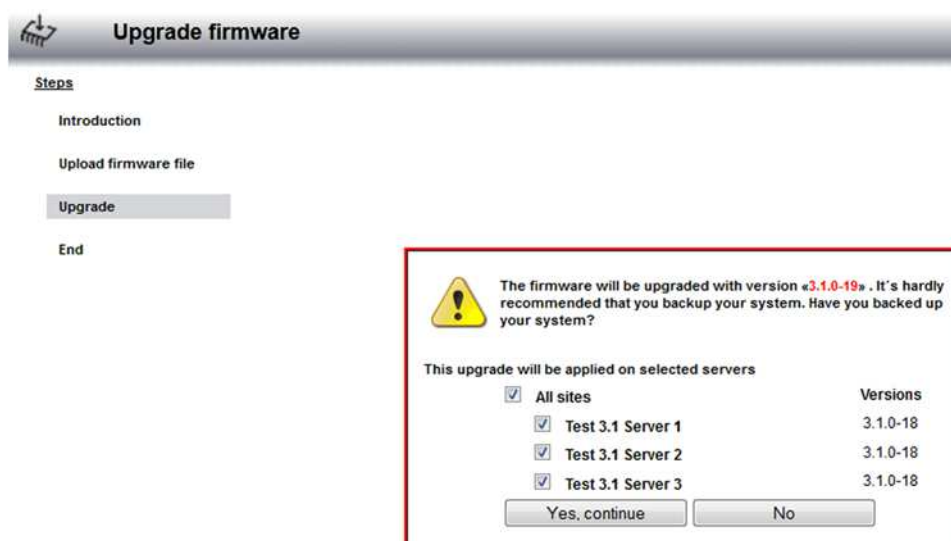 Upgrade firmware
Steps
Introduction
Upload firmware file
Upgrade
End
The firmware will be upgraded with version «3.1.0-19» . It´s hardly
recommended that you backup your system. Have you backed up
your system?
This upgrade will be applied on selected servers
All sites Versions
Test 3.1 Server 1 3.1.0-18
Test 3.1 Server 2 3.1.0-18
Test 3.1 Server 3 3.1.0-18
Yes, continue No